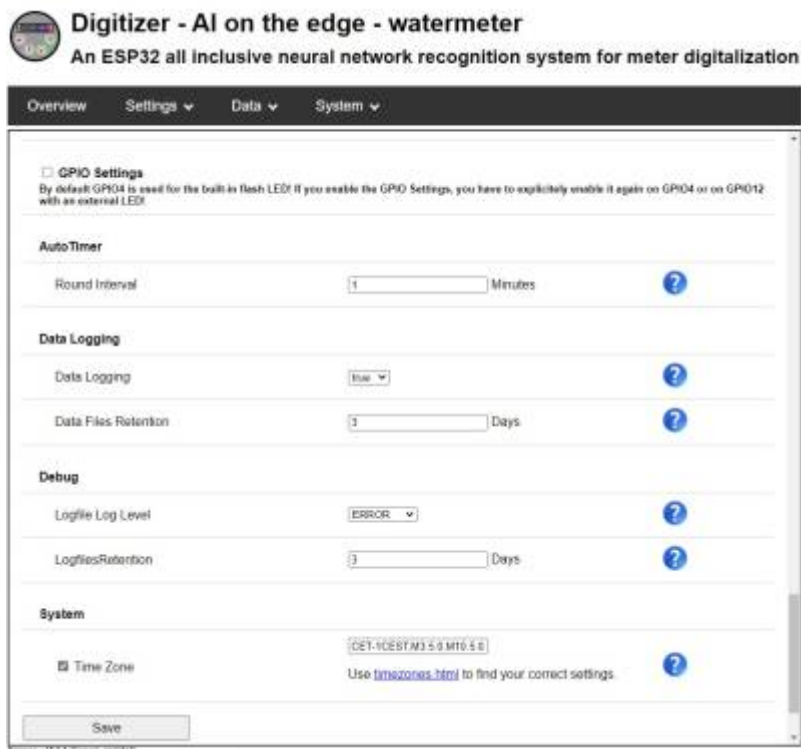 Digitizer - AI on the edge - watermeter
An ESP32 all inclusive neural network recognition system for meter digitalization
Overview Settings Data System
GPIO Settings
By default GPIO4 is used for the built-in flash LED! If you enable the GPIO Settings, you have to explicitely enable it again on GPIO4 or on GPIO12
with an external LED!
AutoTimer
Round Interval 1 Minutes
Data Logging
Data Logging true
Data Files Retention 3 Days
Debug
Logfile Log Level ERROR
LogfilesRetention 3 Days
System
CET-1CEST,M3.5.0,M10.5.0
Time Zone
Use timezones.html to find your correct settings.
Save